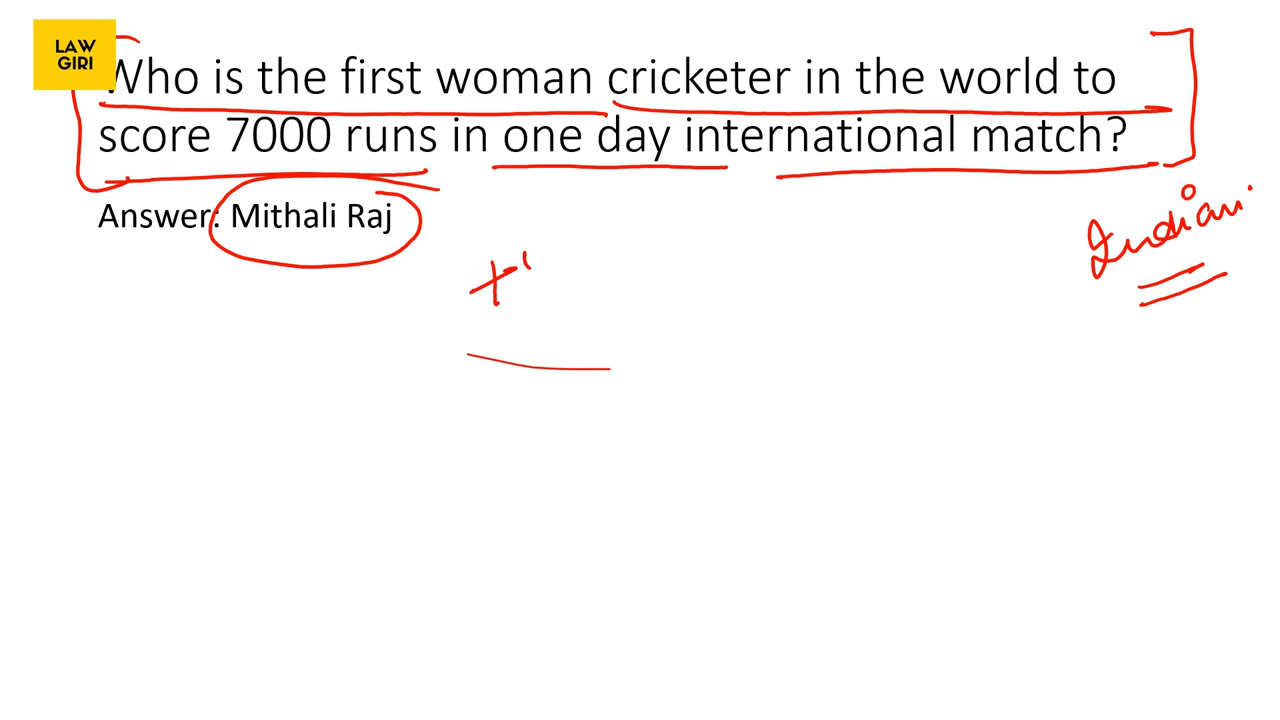 LAW
GIRI
Who is the first woman cricketer in the world to
score 7000 runs in one day international match?
Answer: Mithali Raj
Indian